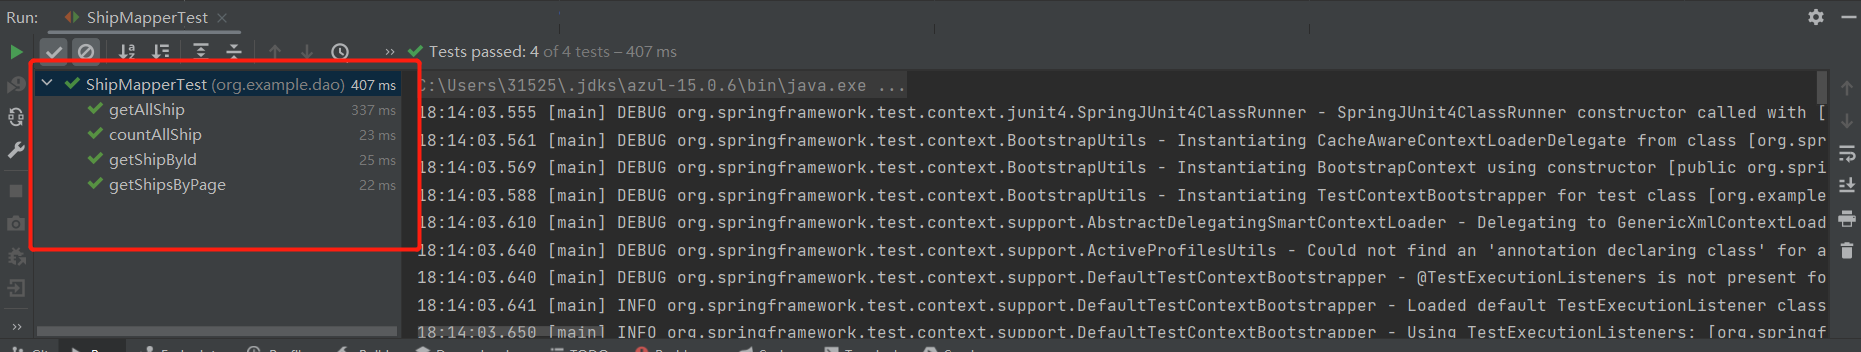 Run: ShipMapperTest
Tests passed: 4 of 4 tests – 407 ms
ShipMapperTest (org.example.dao) 407 ms
getAllShip 337 ms
countAllShip 23 ms
getShipById 25 ms
getShipsByPage 22 ms
C:\Users\31525\.jdks\azul-15.0.6\bin\java.exe ...
18:14:03.555 [main] DEBUG org.springframework.test.context.junit4.SpringJUnit4ClassRunner - SpringJUnit4ClassRunner constructor called with [
18:14:03.561 [main] DEBUG org.springframework.test.context.BootstrapUtils - Instantiating CacheAwareContextLoaderDelegate from class [org.spr
18:14:03.569 [main] DEBUG org.springframework.test.context.BootstrapUtils - Instantiating BootstrapContext using constructor [public org.spri
18:14:03.588 [main] DEBUG org.springframework.test.context.BootstrapUtils - Instantiating TestContextBootstrapper for test class [org.example
18:14:03.610 [main] DEBUG org.springframework.test.context.support.AbstractDelegatingSmartContextLoader - Delegating to GenericXmlContextLoad
18:14:03.640 [main] DEBUG org.springframework.test.context.support.ActiveProfilesUtils - Could not find an 'annotation declaring class' for a
18:14:03.640 [main] DEBUG org.springframework.test.context.support.DefaultTestContextBootstrapper - @TestExecutionListeners is not present fo
18:14:03.641 [main] INFO org.springframework.test.context.support.DefaultTestContextBootstrapper - Loaded default TestExecutionListener class
18:14:03.650 [main] INFO org.springframework.test.context.support.DefaultTestContextBootstrapper - Using TestExecutionListeners: [org.springf